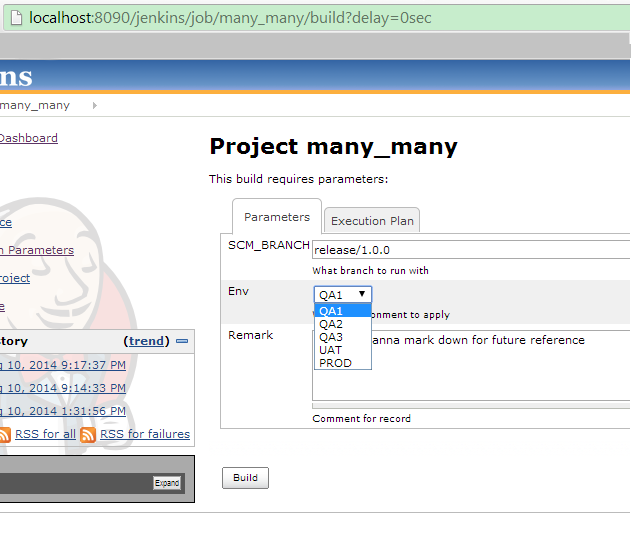 localhost:8090/jenkins/job/many_many/build?delay=0sec
ns
many_many
Dashboard
Project many_many
This build requires parameters:
Parameters
Execution Plan
SCM_BRANCH
release/1.0.0
What branch to run with
Env
QA1
QA1
QA2
QA3
UAT
PROD
onment to apply
Remark
anna mark down for future reference
Comment for record
Build
ce
n Parameters
roject
e
story
(trend)
g 10, 2014 9:17:37 PM
g 10, 2014 9:14:33 PM
g 10, 2014 1:31:56 PM
RSS for all
RSS for failures
Expand